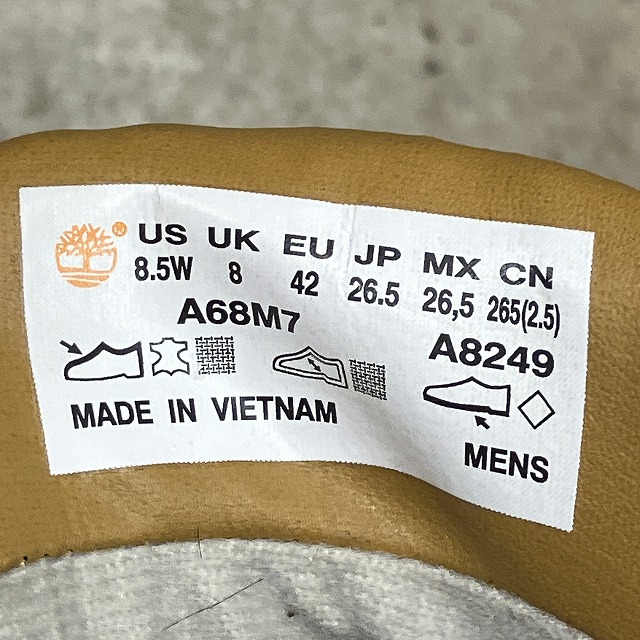 ® US UK EU JP MX CN
8.5W 8 42 26.5 26,5 265(2.5)
A68M7 A8249
MADE IN VIETNAM
MENS